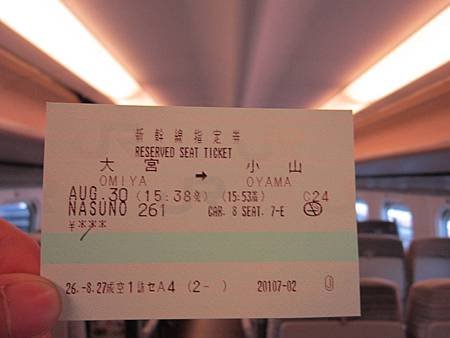 新幹線指定券
RESERVED SEAT TICKET
大宮 ➡ 小山
OMIYA OYAMA
AUG.30 (15:38発) (15:53着) C24
NASUNO 261 CAR. 8 SEAT. 7-E
¥***
26.-8.27成空1 セA4 (2- ) 20107-02